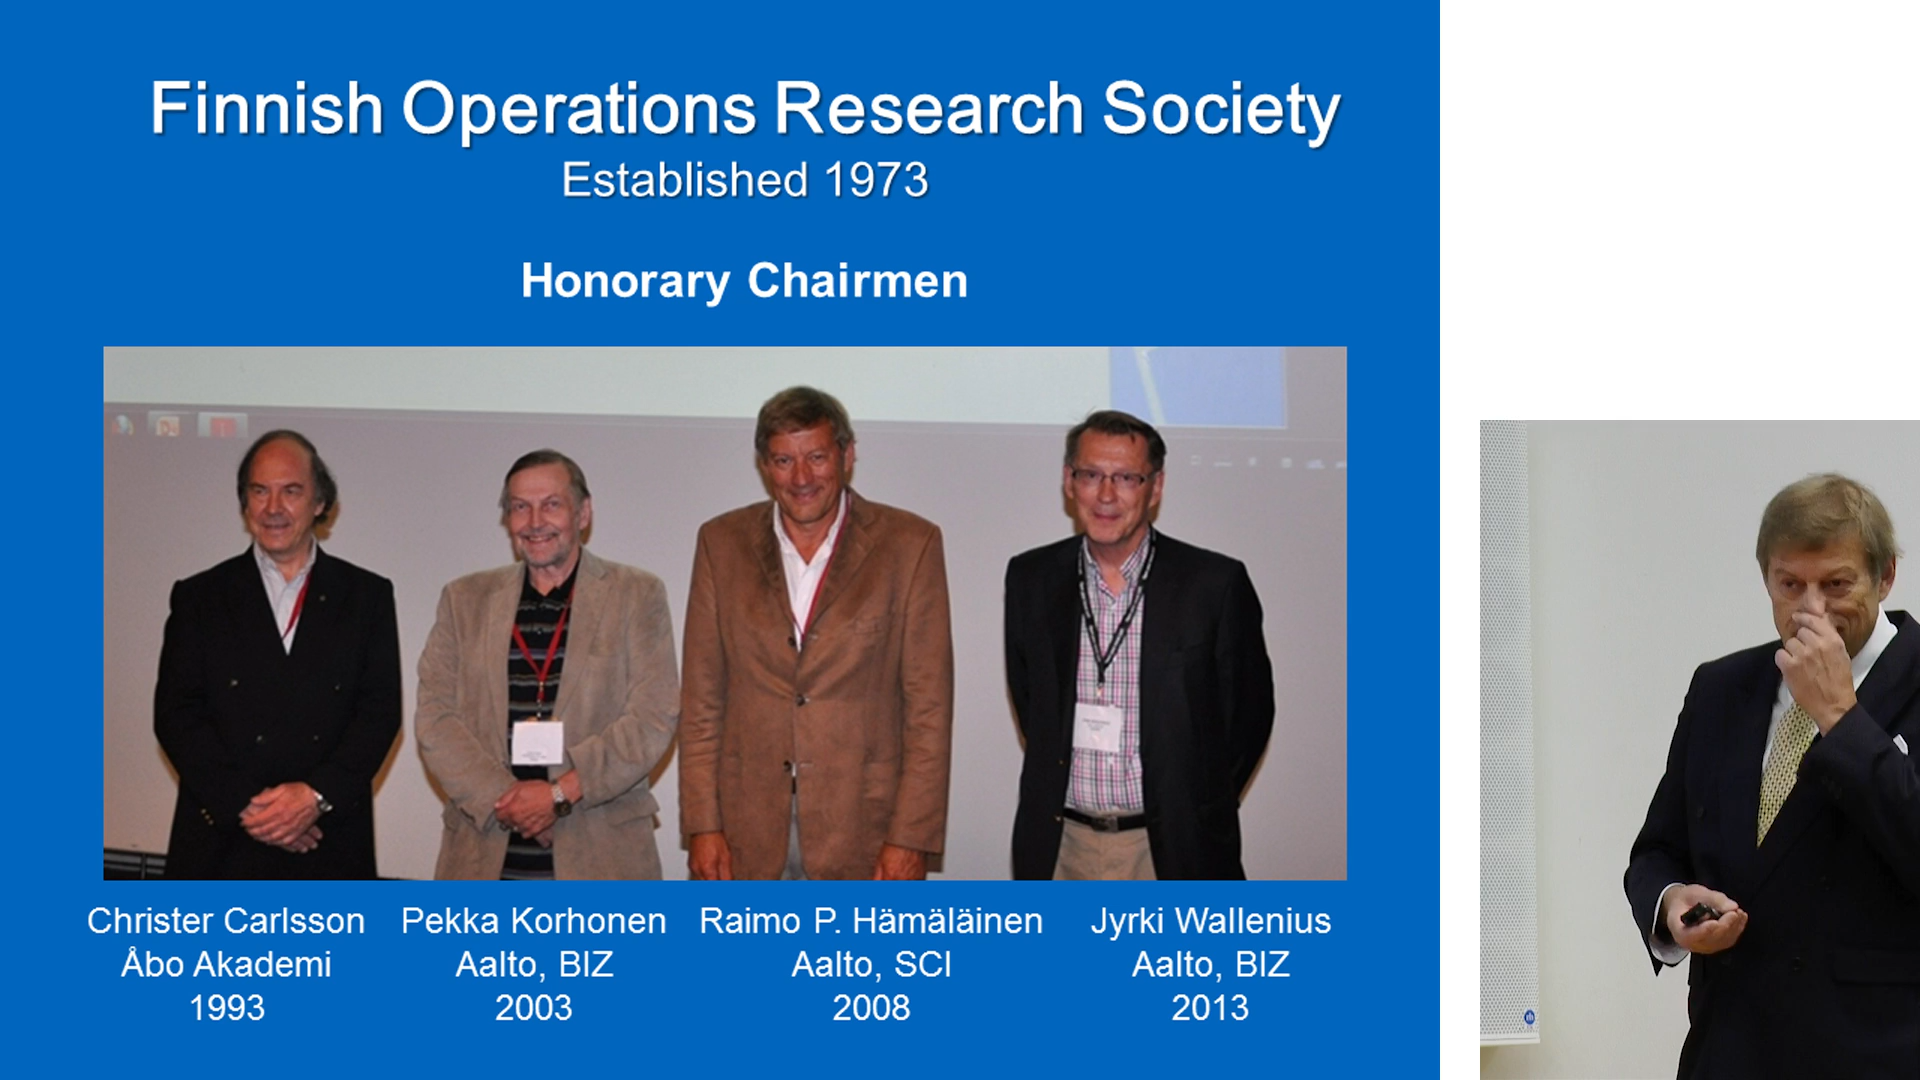 Finnish Operations Research Society
Established 1973
Honorary Chairmen
Christer Carlsson
Åbo Akademi
1993
Pekka Korhonen
Aalto, BIZ
2003
Raimo P. Hämäläinen
Aalto, SCI
2008
Jyrki Wallenius
Aalto, BIZ
2013